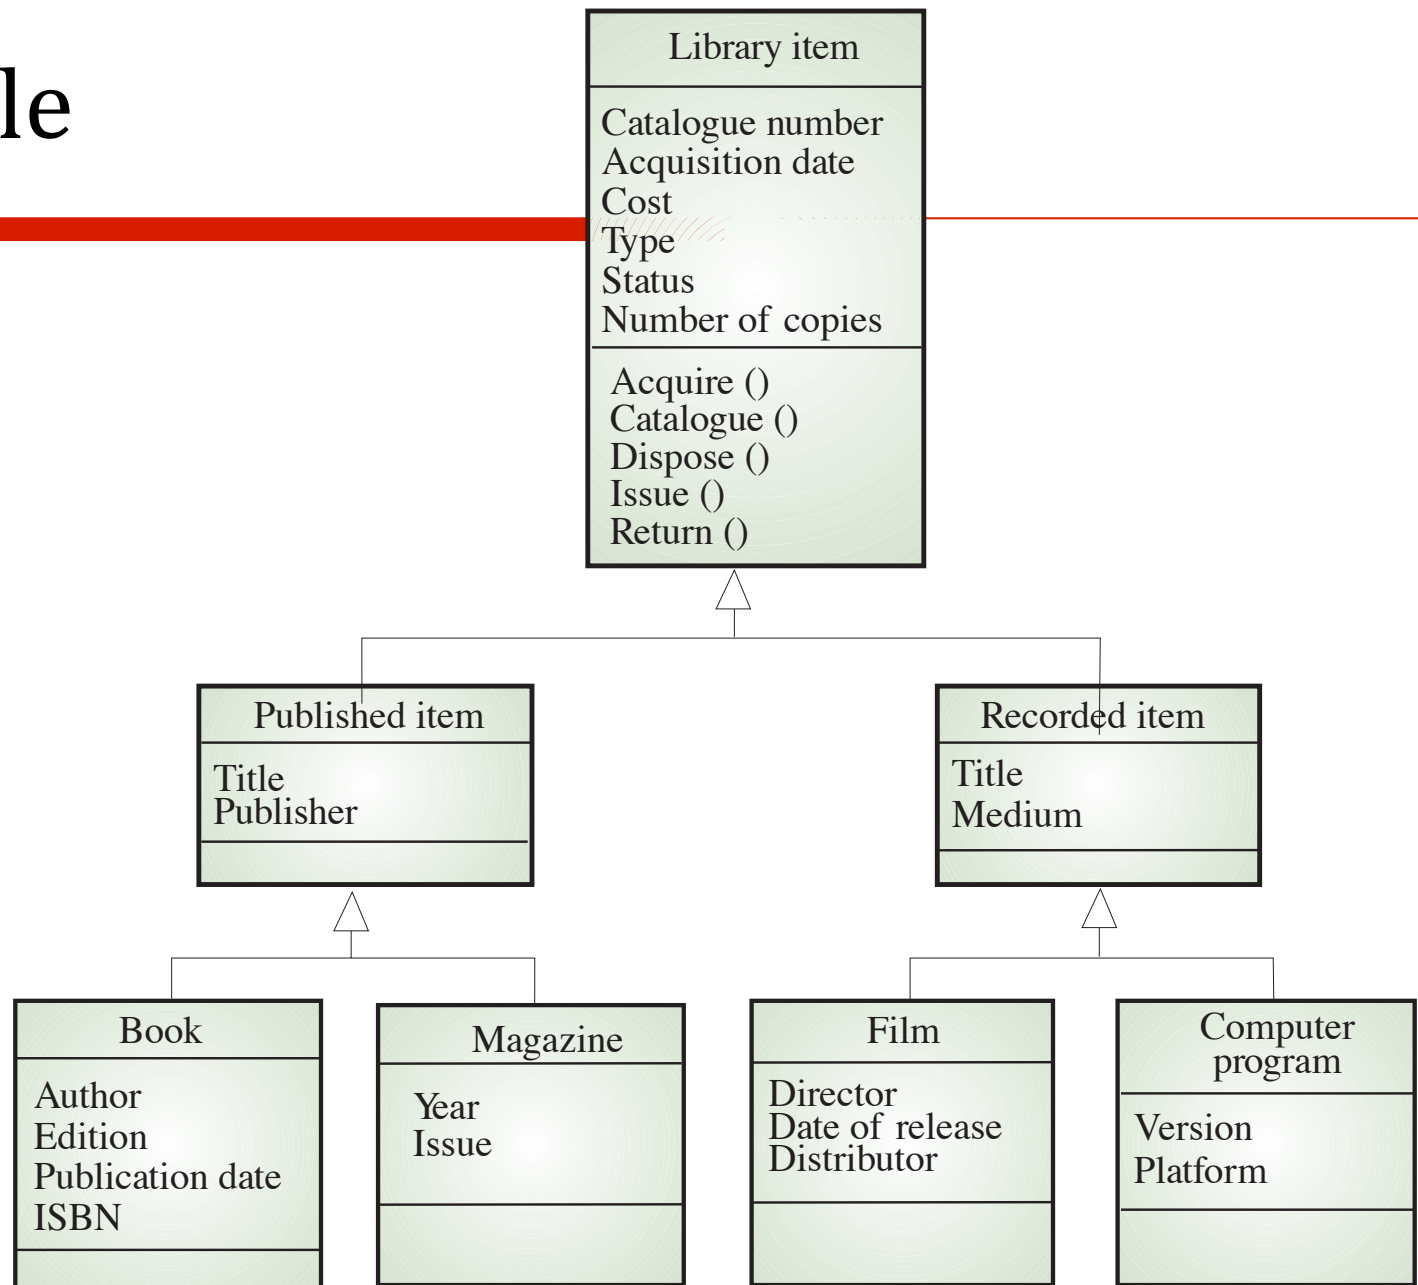 le
Library item
Catalogue number
Acquisition date
Cost
Type
Status
Number of copies
Acquire ()
Catalogue ()
Dispose ()
Issue ()
Return ()
Published item
Title
Publisher
Recorded item
Title
Medium
Book
Author
Edition
Publication date
ISBN
Magazine
Year
Issue
Film
Director
Date of release
Distributor
Computer
program
Version
Platform